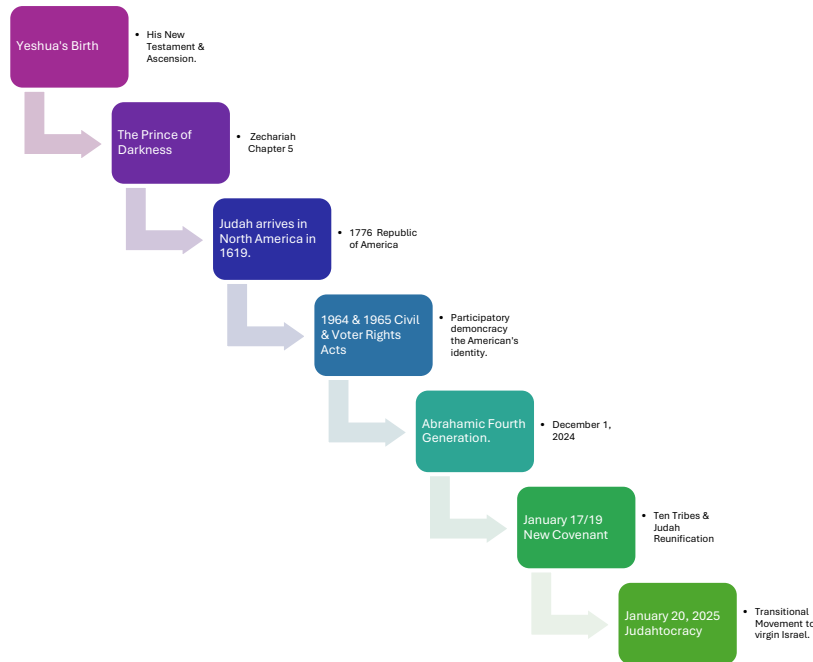 Yeshua's Birth
• His New
Testament &
Ascension.
The Prince of
Darkness
• Zechariah
Chapter 5
Judah arrives in
North America in
1619.
• 1776 Republic
of America
1964 & 1965 Civil
& Voter Rights
Acts
• Participatory
demoncracy
the American's
identity.
Abrahamic Fourth
Generation.
• December 1,
2024
January 17/19
New Covenant
• Ten Tribes &
Judah
Reunification
January 20, 2025
Judahtocracy
• Transitional
Movement to
virgin Israel.